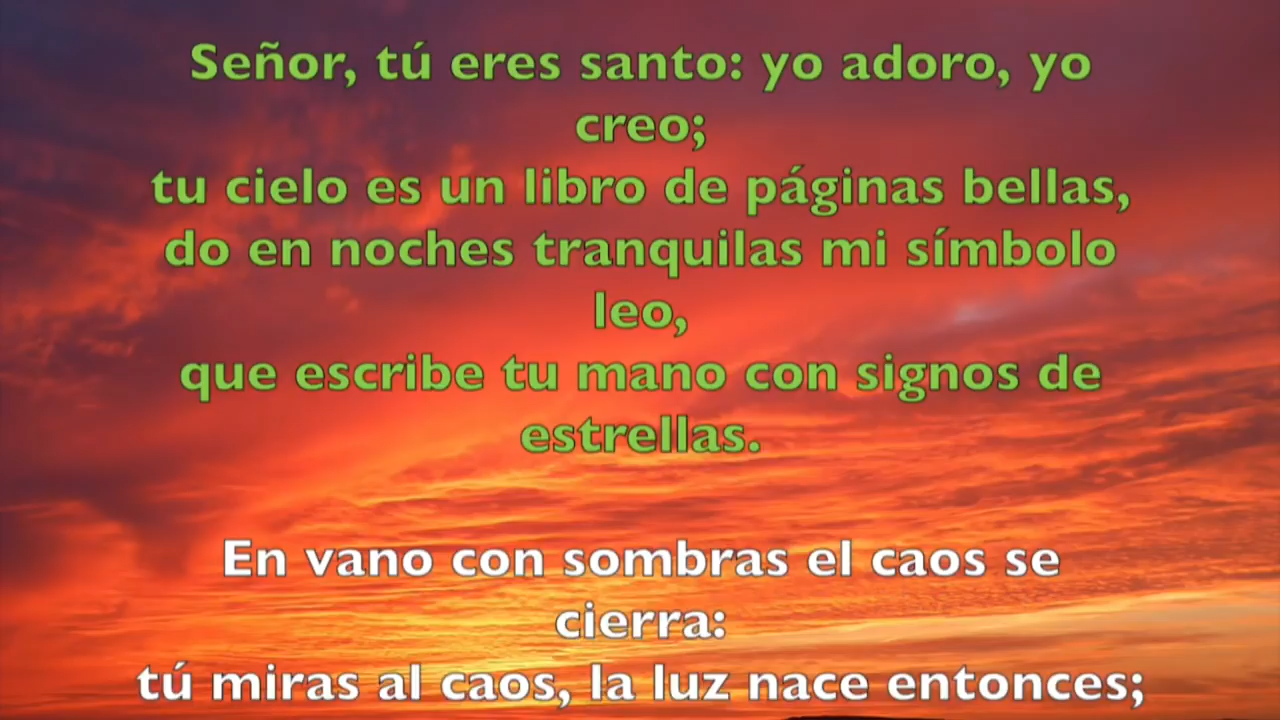 Señor, tú eres santo: yo adoro, yo
creo;
tu cielo es un libro de páginas bellas,
do en noches tranquilas mi símbolo
leo,
que escribe tu mano con signos de
estrellas.
En vano con sombras el caos se
cierra:
tú miras al caos, la luz nace entonces;